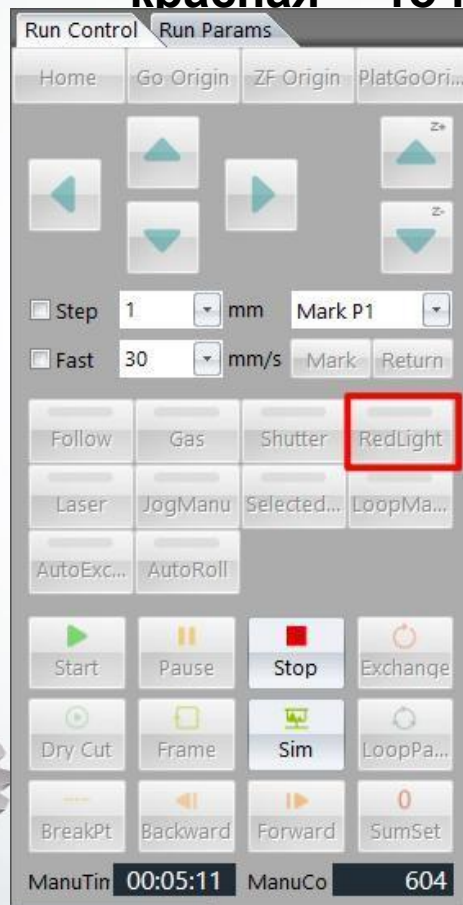 красная
Run Control Run Params
Home Go Origin ZF Origin PlatGoOri...
Z+
Z-
Step 1 mm Mark P1
Fast 30 mm/s Mark Return
Follow Gas Shutter RedLight
Laser JogManu Selected... LoopMa...
AutoExc... AutoRoll
Start Pause Stop Exchange
Dry Cut Frame Sim LoopPa...
BreakPt Backward Forward 0 SumSet
ManuTim 00:05:11 ManuCo 604